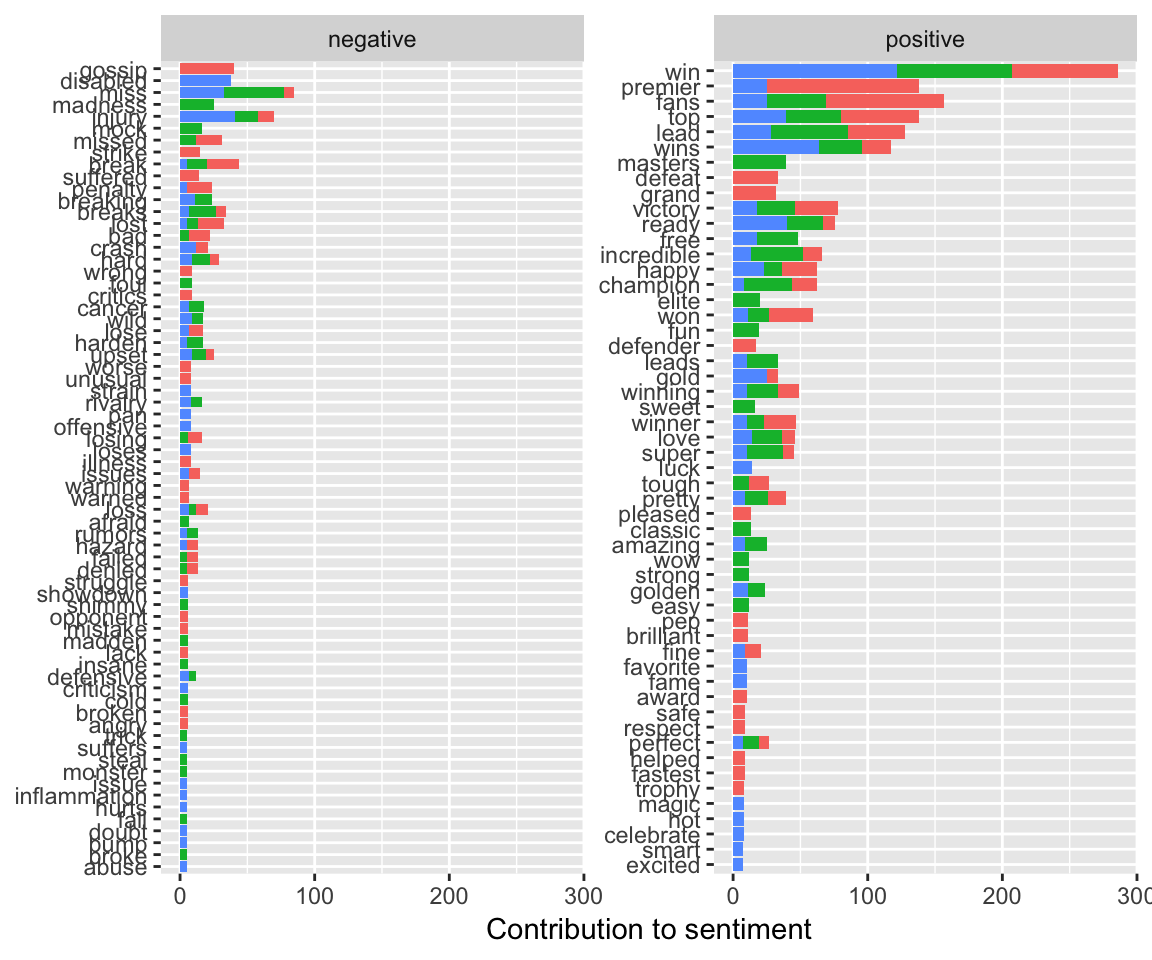 negative
gossip
disabled
miss
madness
injury
mock
missed
strike
break
suffered
penalty
breaking
breaks
lost
bad
crash
hard
wrong
foul
critics
cancer
wild
lose
harden
upset
worse
unusual
strain
rivalry
pan
offensive
losing
loses
illness
issues
warning
warned
loss
afraid
rumors
hazard
failed
denied
struggle
showdown
shimmy
opponent
mistake
madden
lack
insane
defensive
criticism
cold
broken
angry
trick
suffers
steal
monster
issue
inflammation
hurts
fall
doubt
bump
broke
abuse
0 100 200 300
positive
win
premier
fans
top
lead
wins
masters
defeat
grand
victory
ready
free
incredible
happy
champion
elite
won
fun
defender
leads
gold
winning
sweet
winner
love
super
luck
tough
pretty
pleased
classic
amazing
wow
strong
golden
easy
pep
brilliant
fine
favorite
fame
award
safe
respect
perfect
helped
fastest
trophy
magic
hot
celebrate
smart
excited
0 100 200 300
Contribution to sentiment